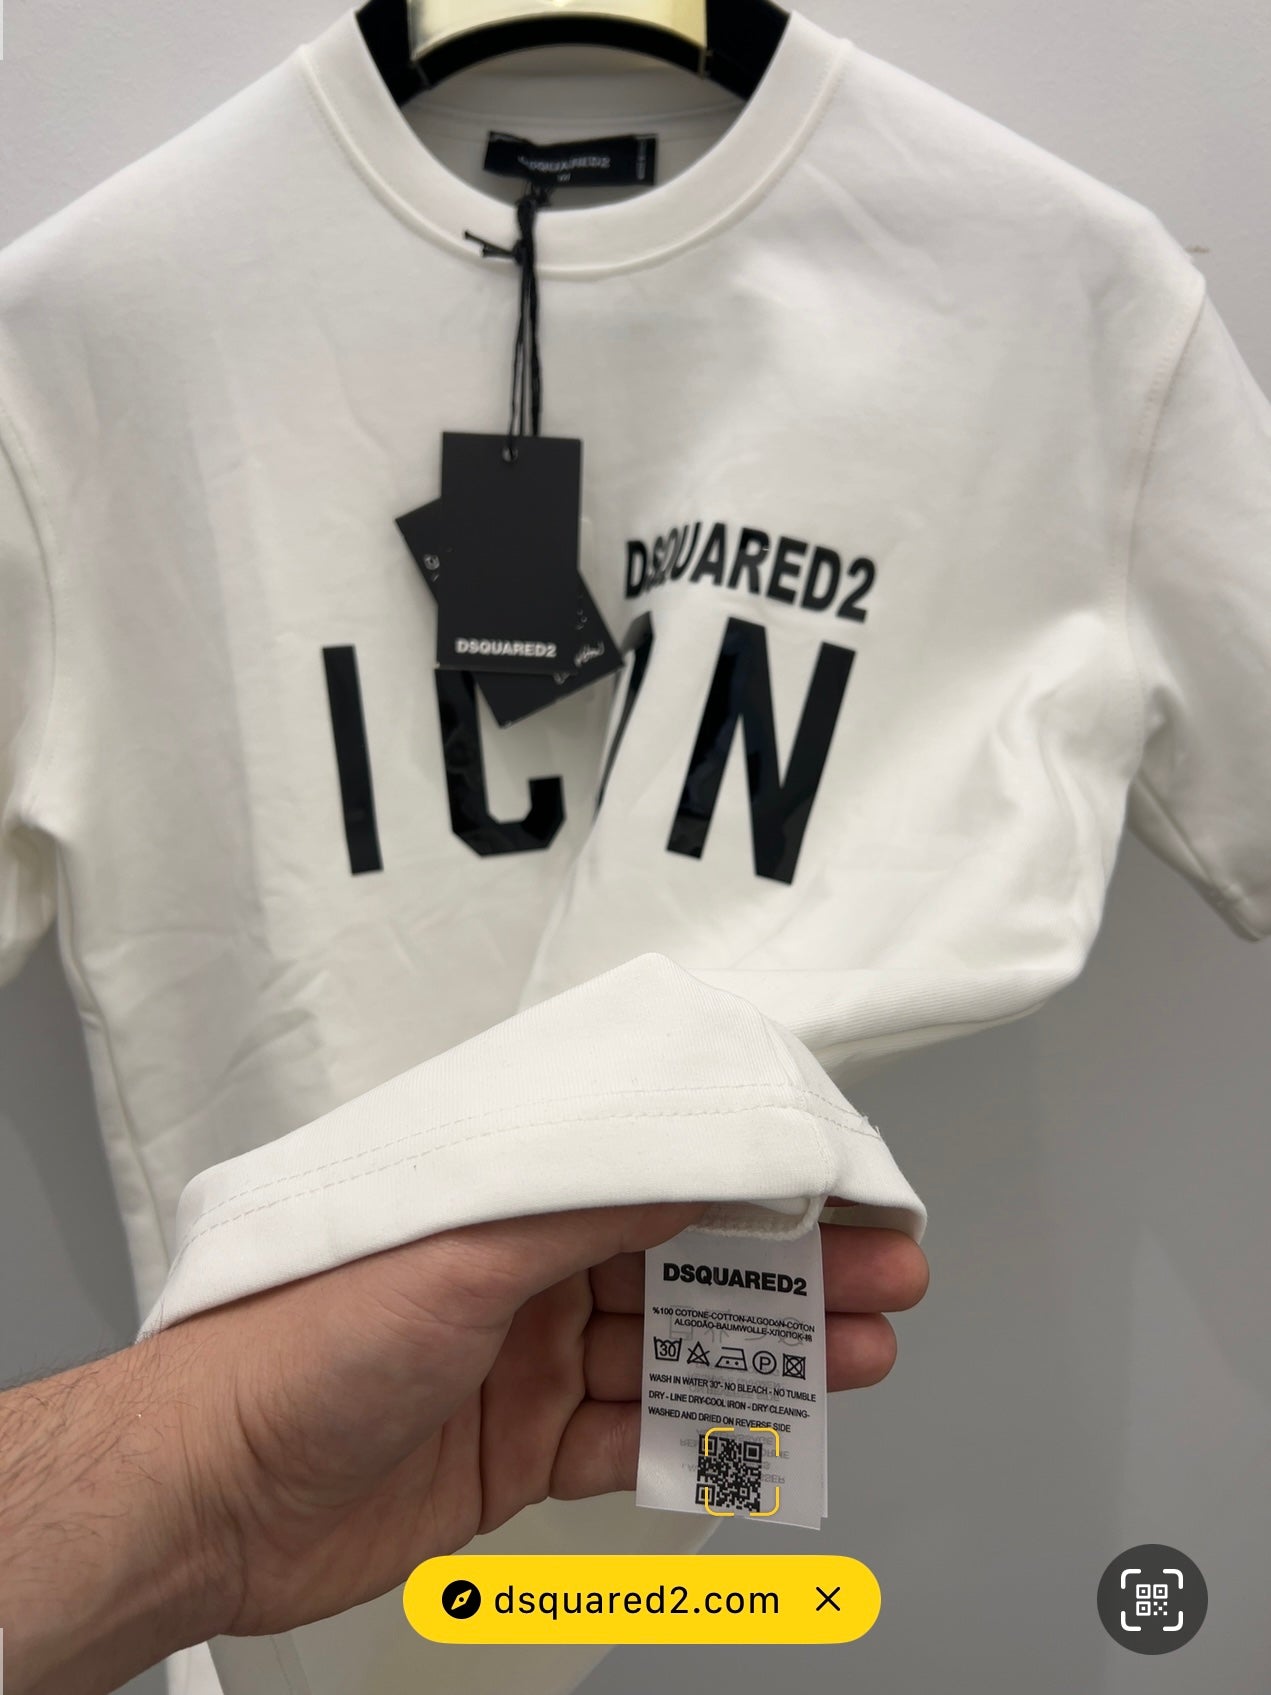 DSQUARED2
DSQUARED2
DSQUARED2
ICON
DSQUARED2
%100 COTONE-COTTON-ALGODóN-COTON
ALGODÃO-BAUMWOLLE-ХЛОПОК-棉
30 P
WASH IN WATER 30°- NO BLEACH - NO TUMBLE
DRY - LINE DRY-COOL IRON - DRY CLEANING-
WASHED AND DRIED ON REVERSE SIDE
dsquared2.com